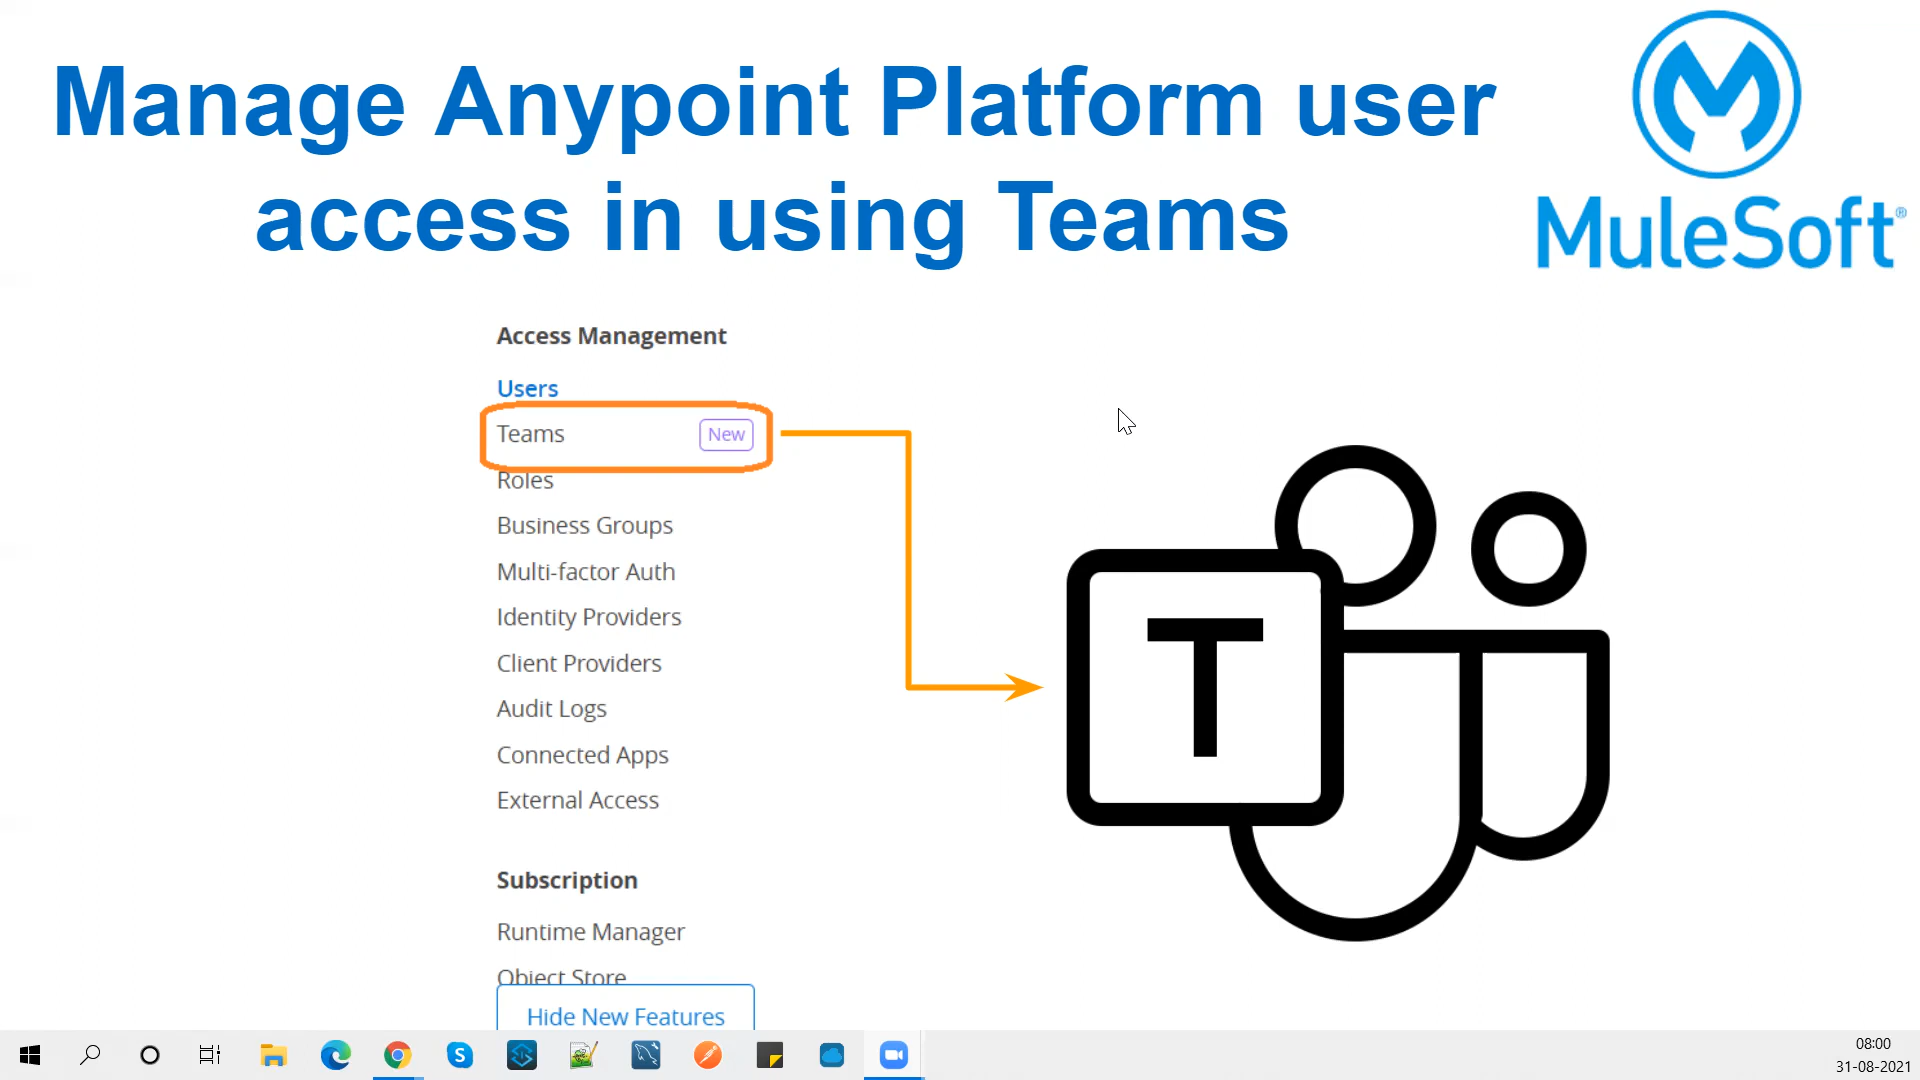 Manage Anypoint Platform user
access in using Teams
MuleSoft®
Access Management
Users
Teams New
Roles
Business Groups
Multi-factor Auth
Identity Providers
Client Providers
Audit Logs
Connected Apps
External Access
T
Subscription
Runtime Manager
Object Store
Hide New Features
08:00
31-08-2021